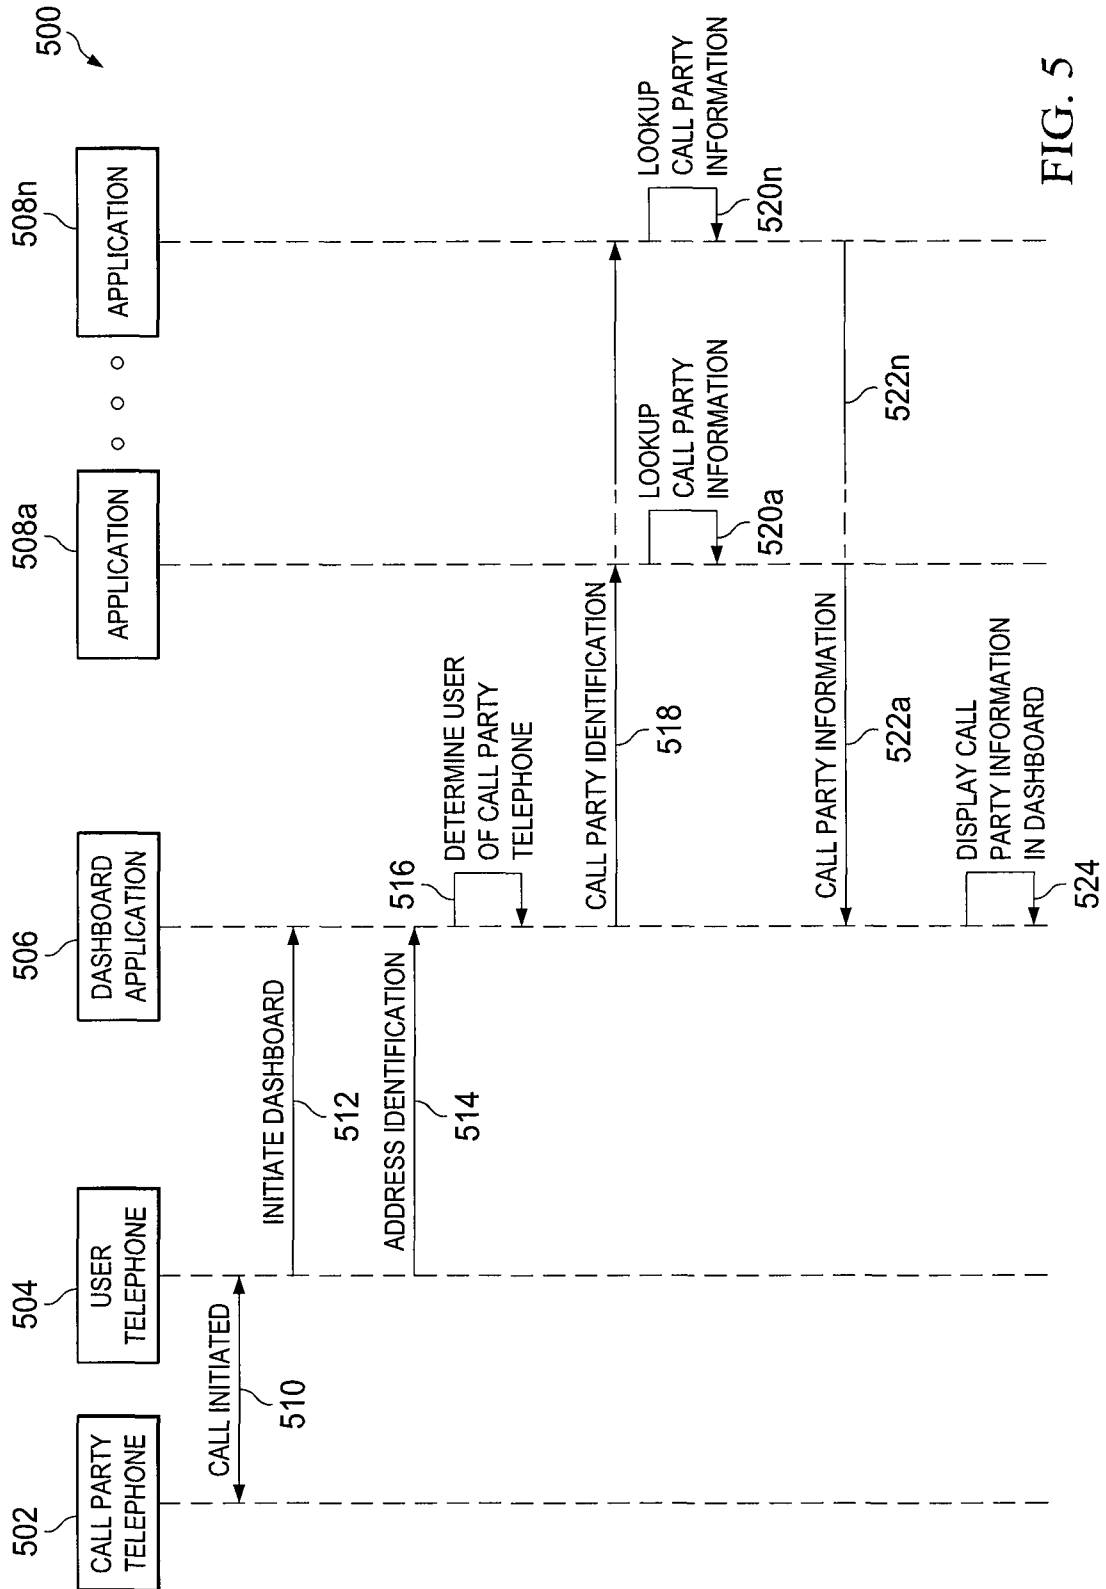 500
502
CALL PARTY
TELEPHONE
504
USER
TELEPHONE
506
DASHBOARD
APPLICATION
508a
APPLICATION
508n
APPLICATION
CALL INITIATED
510
INITIATE DASHBOARD
512
ADDRESS IDENTIFICATION
514
516
DETERMINE USER
OF CALL PARTY
TELEPHONE
CALL PARTY IDENTIFICATION
518
LOOKUP
CALL PARTY
INFORMATION
520a
LOOKUP
CALL PARTY
INFORMATION
520n
CALL PARTY INFORMATION
522a
522n
DISPLAY CALL
PARTY INFORMATION
IN DASHBOARD
524
FIG. 5